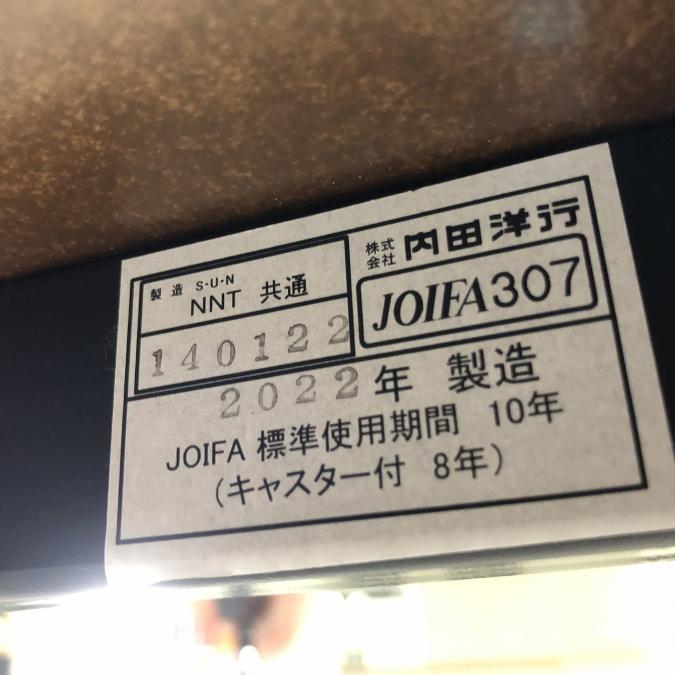 株式会社 内田洋行
JOIFA307
製造 S-U-N
NNT 共通
140122
2022年 製造
JOIFA 標準使用期間 10年
（キャスター付 8年）